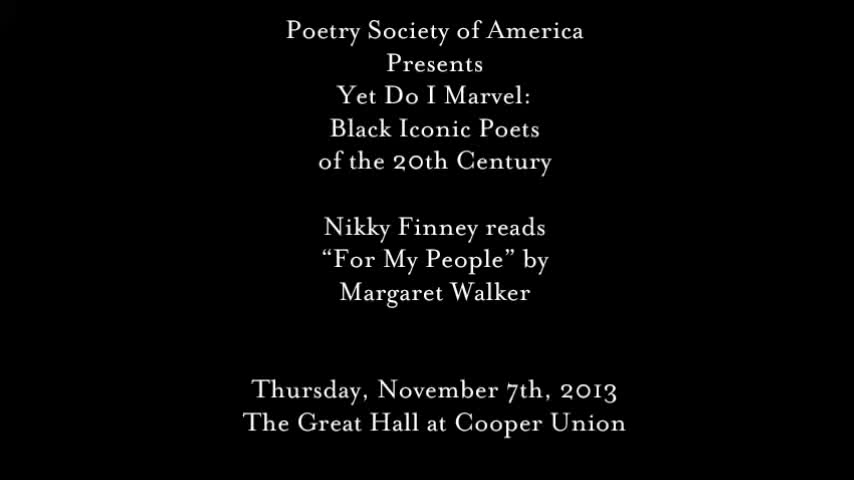 Poetry Society of America
Presents
Yet Do I Marvel:
Black Iconic Poets
of the 20th Century
Nikky Finney reads
“For My People” by
Margaret Walker
Thursday, November 7th, 2013
The Great Hall at Cooper Union